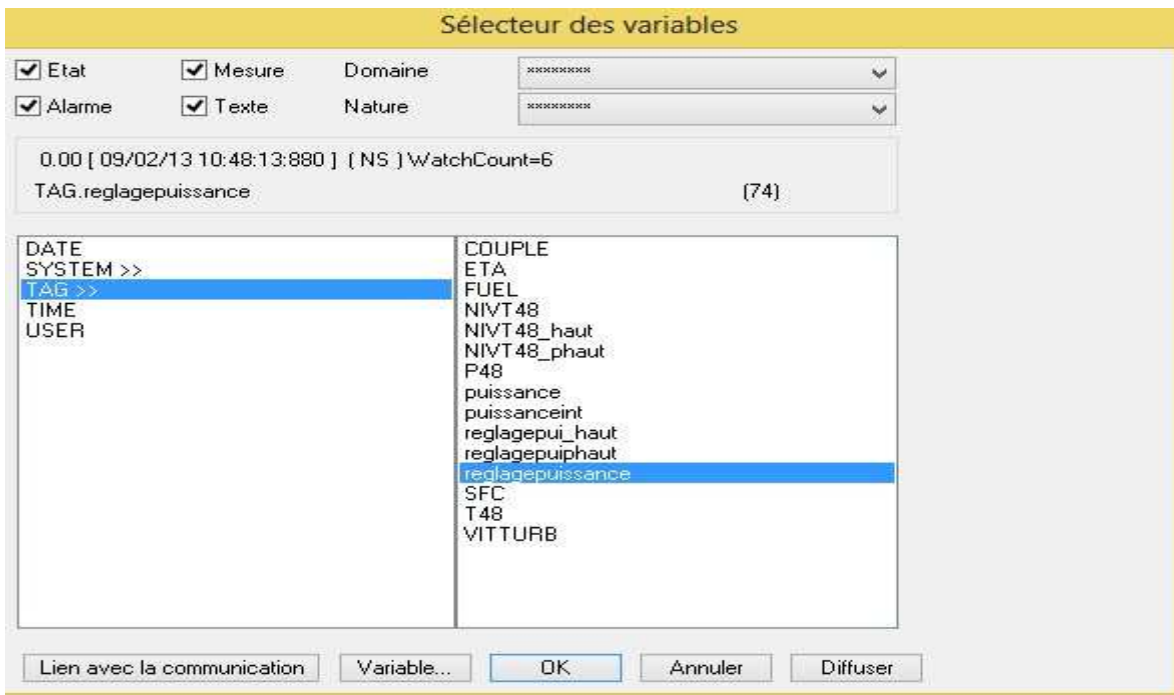 Sélecteur des variables
Etat Mesure Domaine ********
Alarme Texte Nature ********
0.00 [ 09/02/13 10:48:13:880 ] ( NS ) WatchCount=6
TAG.reglagepuissance (74)
DATE
SYSTEM >>
TAG >>
TIME
USER
COUPLE
ETA
FUEL
NIVT48
NIVT48_haut
NIVT48_phaut
P48
puissance
puissanceint
reglagepui_haut
reglagepuiphaut
reglagepuissance
SFC
T48
VITTURB
Lien avec la communication Variable... OK Annuler Diffuser